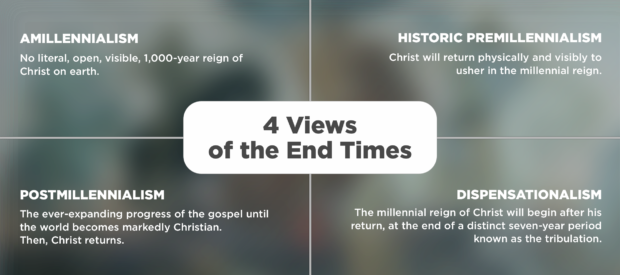 AMILLENNIALISM
No literal, open, visible, 1,000-year reign of
Christ on earth.
HISTORIC PREMILLENNIALISM
Christ will return physically and visibly to
usher in the millennial reign.
4 Views
of the End Times
POSTMILLENNIALISM
The ever-expanding progress of the gospel until
the world becomes markedly Christian.
Then, Christ returns.
DISPENSATIONALISM
The millennial reign of Christ will begin after his
return, at the end of a distinct seven-year period
known as the tribulation.